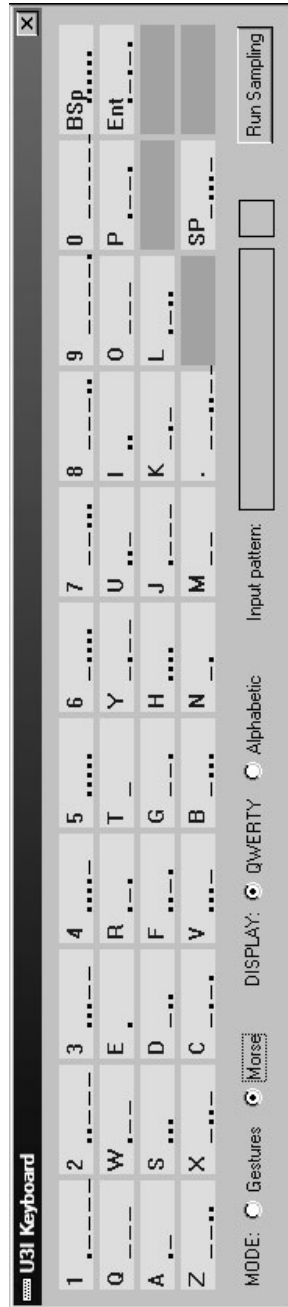 U3I Keyboard
1 2 3 4 5 6 7 8 9 0 BSp
Q W E R T Y U I O P Ent
A S D F G H J K L
Z X C V B N M . SP
MODE: Gestures Morse DISPLAY: QWERTY Alphabetic Input pattern: Run Sampling